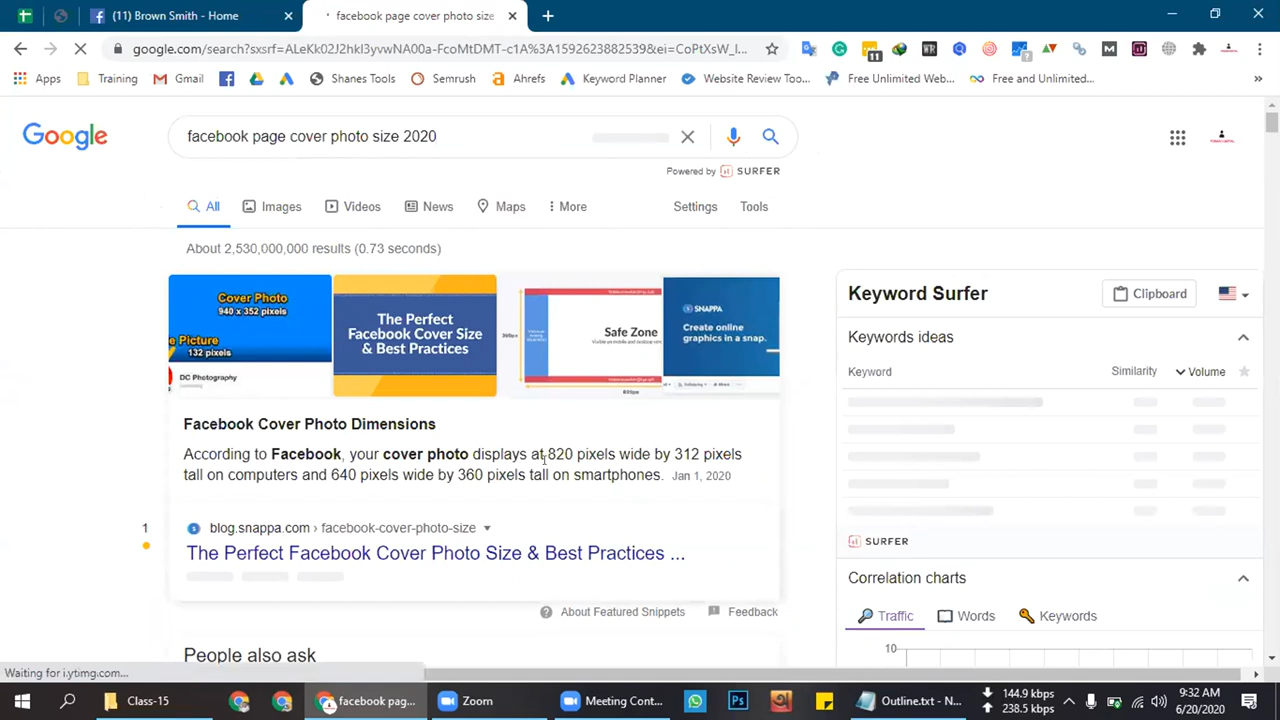 (11) Brown Smith - Home
facebook page cover photo size
google.com/search?sxsrf=ALeKk02J2hkl3yvwNA00a-FcoMtDMT-c1A%3A1592623882539&ei=CoPtXsW_l...
Apps
Training
Gmail
Shanes Tools
Semrush
Ahrefs
Keyword Planner
Website Review Too...
Free Unlimited Web...
Free and Unlimited...
11
Google
facebook page cover photo size 2020
Powered by SURFER
All
Images
Videos
News
Maps
More
Settings
Tools
About 2,530,000,000 results (0.73 seconds)
Cover Photo
940 x 352 pixels
e Picture
132 pixels
DC Photography
The Perfect
Facebook Cover Size
& Best Practices
Safe Zone
SNAPPA
Create online
graphics in a snap.
Facebook Cover Photo Dimensions
According to Facebook, your cover photo displays at 820 pixels wide by 312 pixels
tall on computers and 640 pixels wide by 360 pixels tall on smartphones. Jan 1, 2020
1
blog.snappa.com › facebook-cover-photo-size
The Perfect Facebook Cover Photo Size & Best Practices ...
About Featured Snippets
Feedback
People also ask
Keyword Surfer
Clipboard
Keywords ideas
Keyword
Similarity
Volume
SURFER
Correlation charts
Traffic
Words
Keywords
10
Waiting for i.ytimg.com...
Class-15
facebook pag...
Zoom
Meeting Cont...
Outline.txt - N...
144.9 kbps
238.5 kbps
9:32 AM
6/20/2020